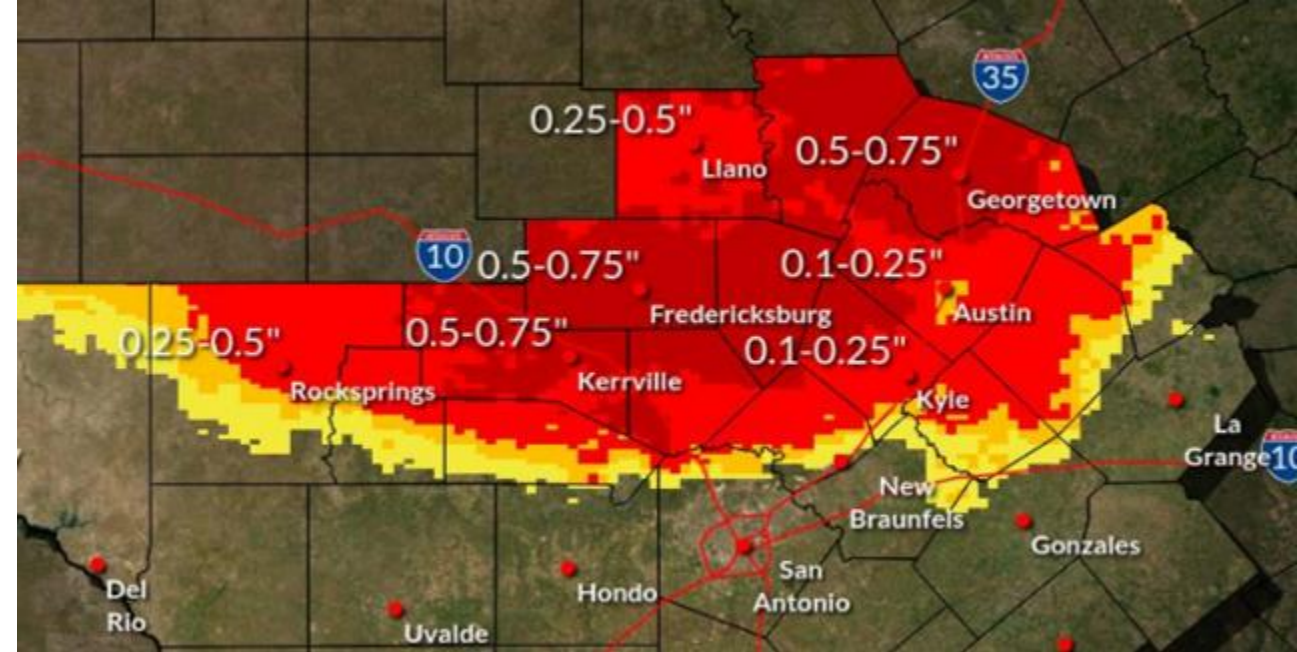 35
0.25-0.5"
Llano
0.5-0.75"
Georgetown
10
0.5-0.75"
0.1-0.25"
Fredericksburg
Austin
0.25-0.5"
0.5-0.75"
0.1-0.25"
Rocksprings
Kerrville
Kyle
La
Grange
10
New
Braunfels
Gonzales
Del
Rio
Hondo
San
Antonio
Uvalde